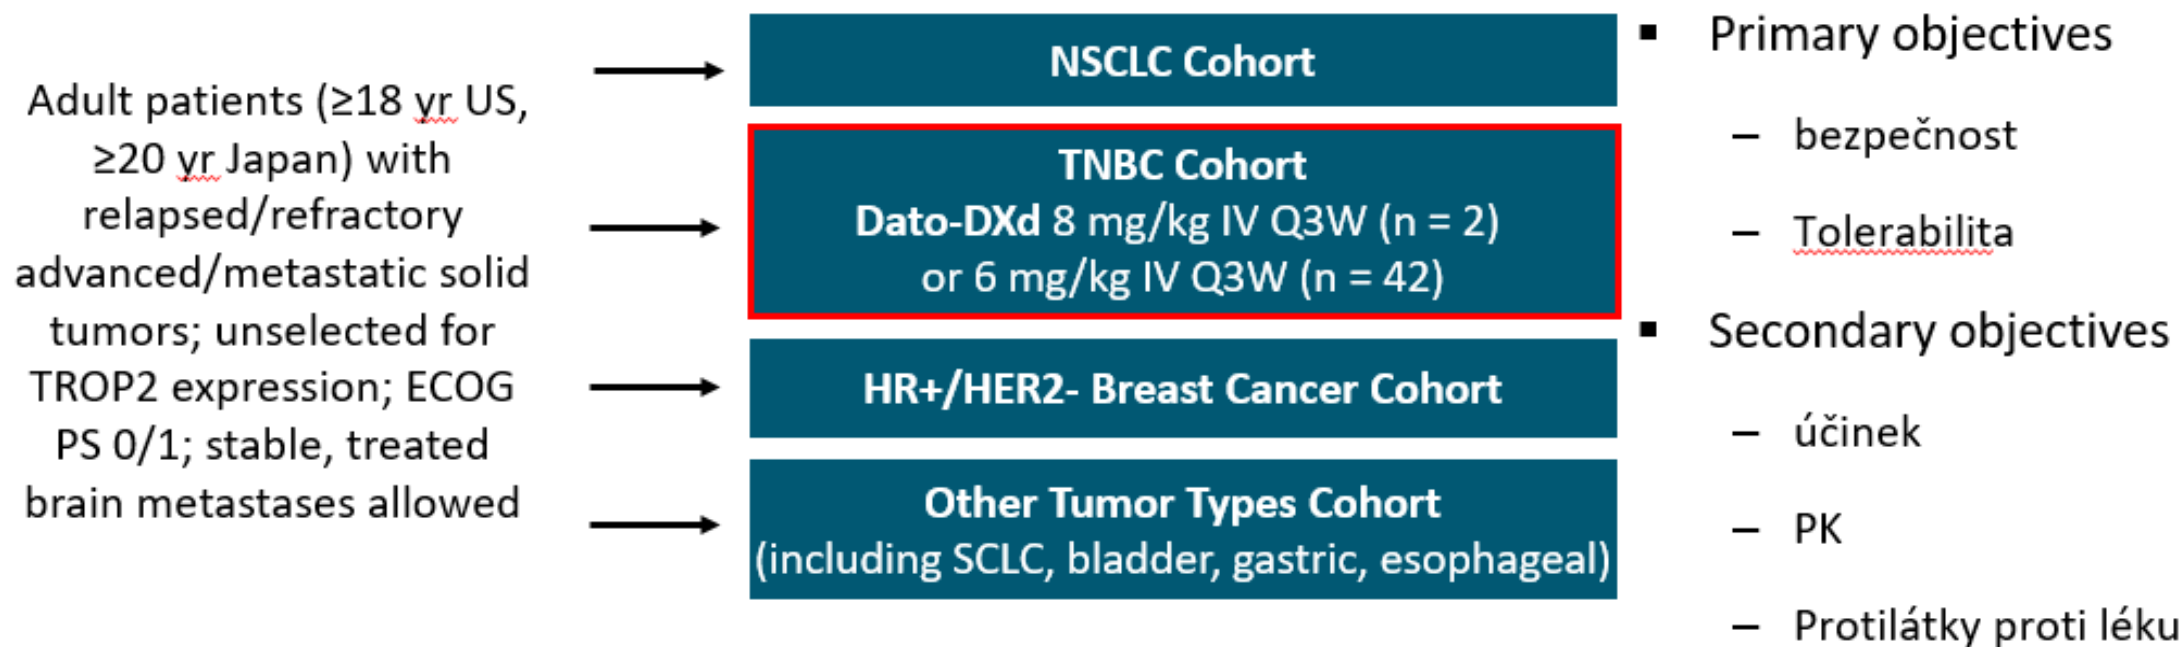 Adult patients (≥18 yr US,
≥20 yr Japan) with
relapsed/refractory
advanced/metastatic solid
tumors; unselected for
TROP2 expression; ECOG
PS 0/1; stable, treated
brain metastases allowed
NSCLC Cohort
TNBC Cohort
Dato-DXd 8 mg/kg IV Q3W (n = 2)
or 6 mg/kg IV Q3W (n = 42)
HR+/HER2- Breast Cancer Cohort
Other Tumor Types Cohort
(including SCLC, bladder, gastric, esophageal)
▪ Primary objectives
– bezpečnost
– Tolerabilita
▪ Secondary objectives
– účinek
– PK
– Protilátky proti léku